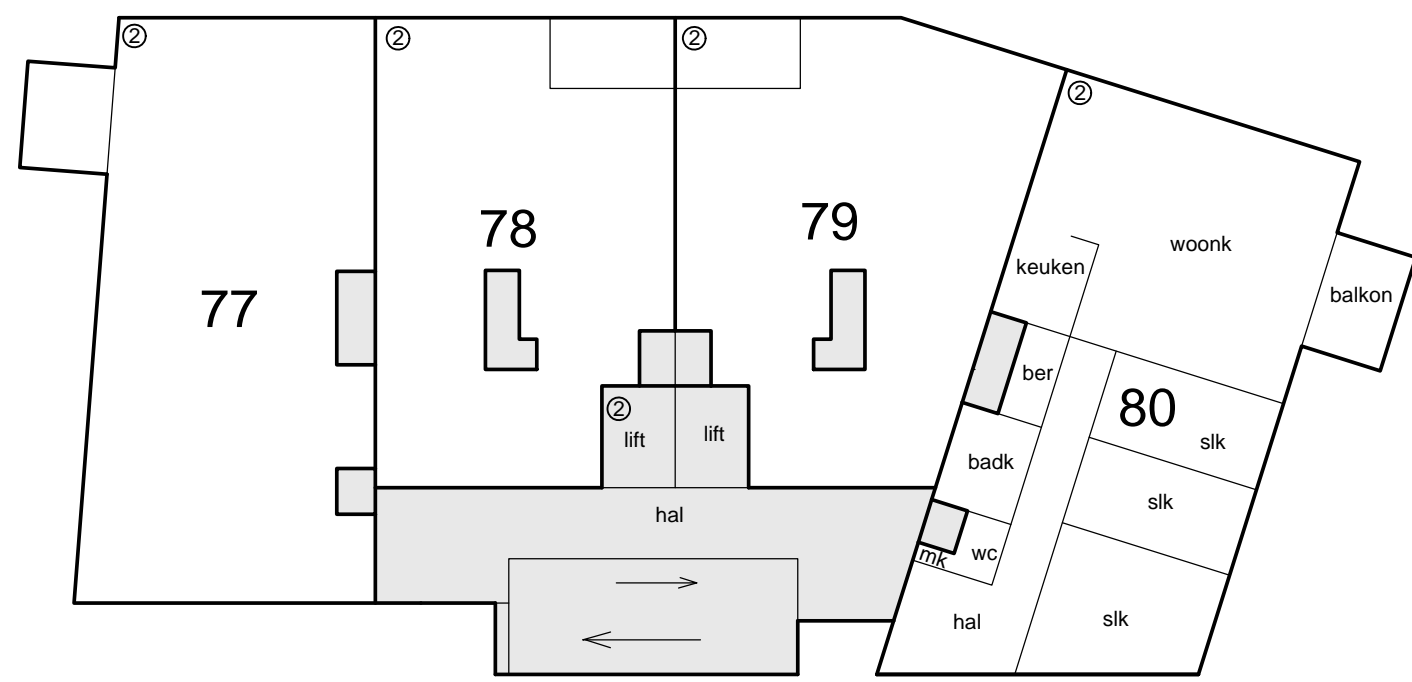 ②
②
②
②
78
79
77
80
keuken
woonk
balkon
ber
②
lift
lift
slk
badk
slk
hal
mk
wc
hal
slk